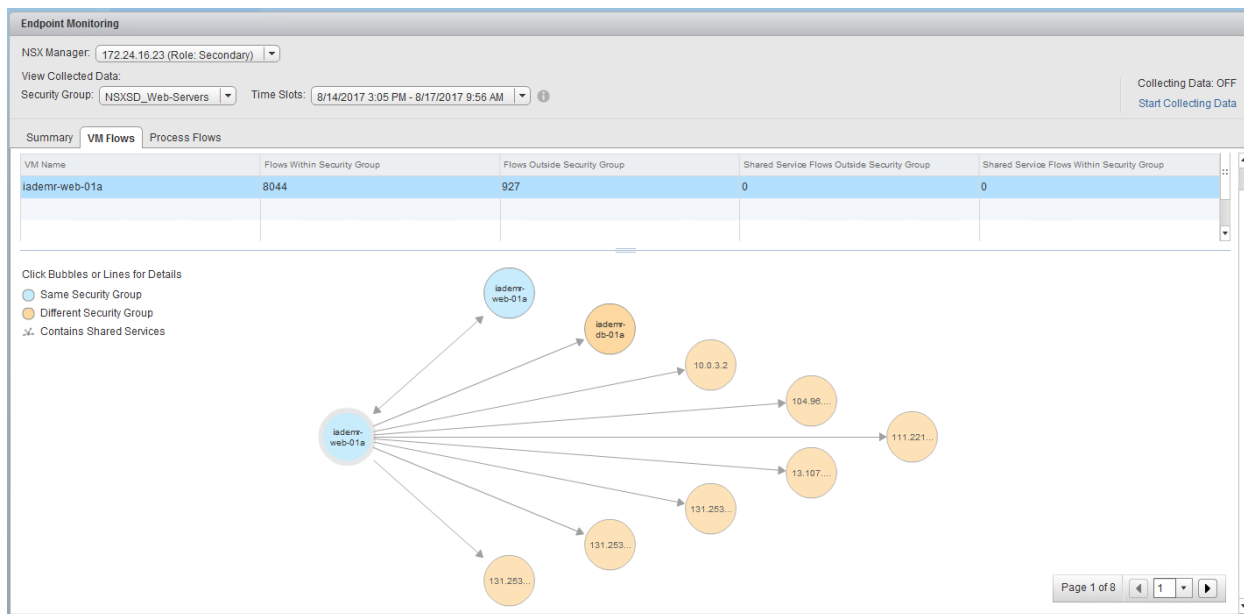 Endpoint Monitoring
NSX Manager: 172.24.16.23 (Role: Secondary)
View Collected Data:
Security Group: NSXSD_Web-Servers Time Slots: 8/14/2017 3:05 PM - 8/17/2017 9:56 AM
Collecting Data: OFF
Start Collecting Data
Summary VM Flows Process Flows
VM Name Flows Within Security Group Flows Outside Security Group Shared Service Flows Outside Security Group Shared Service Flows Within Security Group
iademr-web-01a 8044 927 0 0
Click Bubbles or Lines for Details
Same Security Group
Different Security Group
Contains Shared Services
iademr-
web-01a
iademr-
db-01a
10.0.3.2
104.96....
111.221...
iademr-
web-01a
13.107....
131.253...
131.253...
131.253...
Page 1 of 8 1